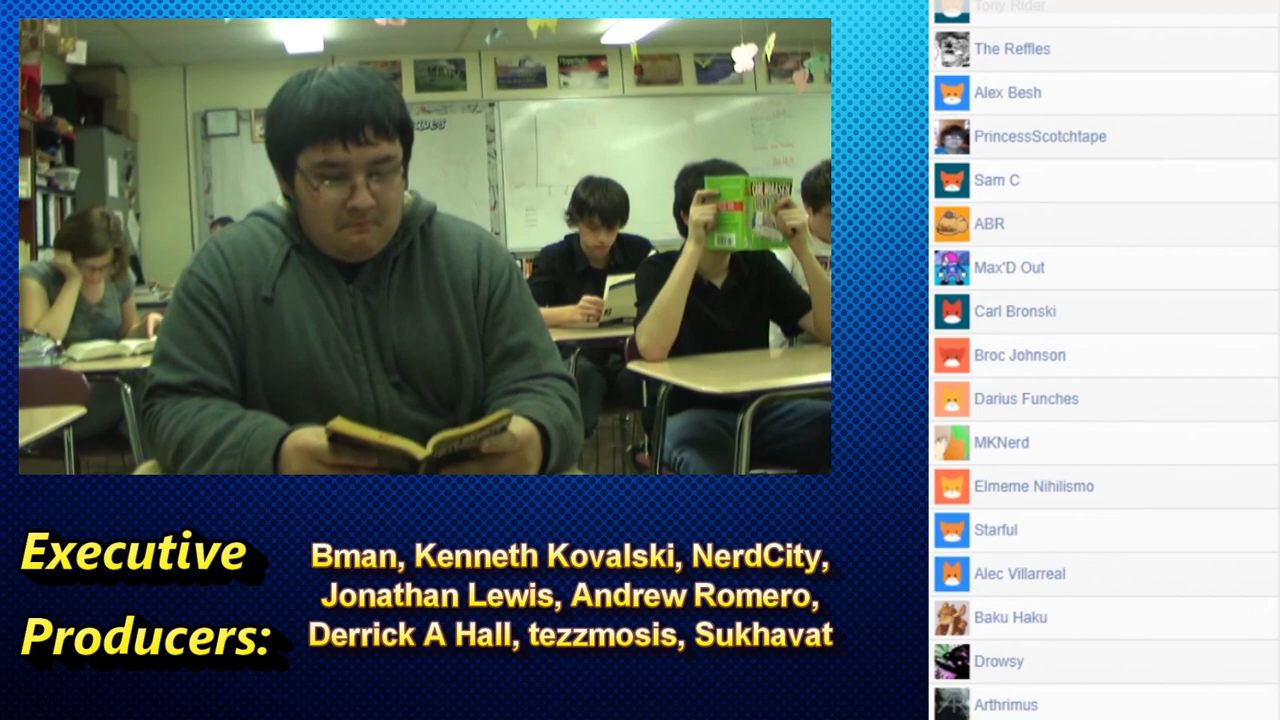 Tony Rider
The Reffles
Alex Besh
PrincessScotchtape
Sam C
ABR
Max'D Out
Carl Bronski
Broc Johnson
Darius Funches
MKNerd
Elmeme Nihilismo
Starful
Alec Villarreal
Baku Haku
Drowsy
Arthrimus
Executive
Producers:
Bman, Kenneth Kovalski, NerdCity,
Jonathan Lewis, Andrew Romero,
Derrick A Hall, tezzmosis, Sukhavat